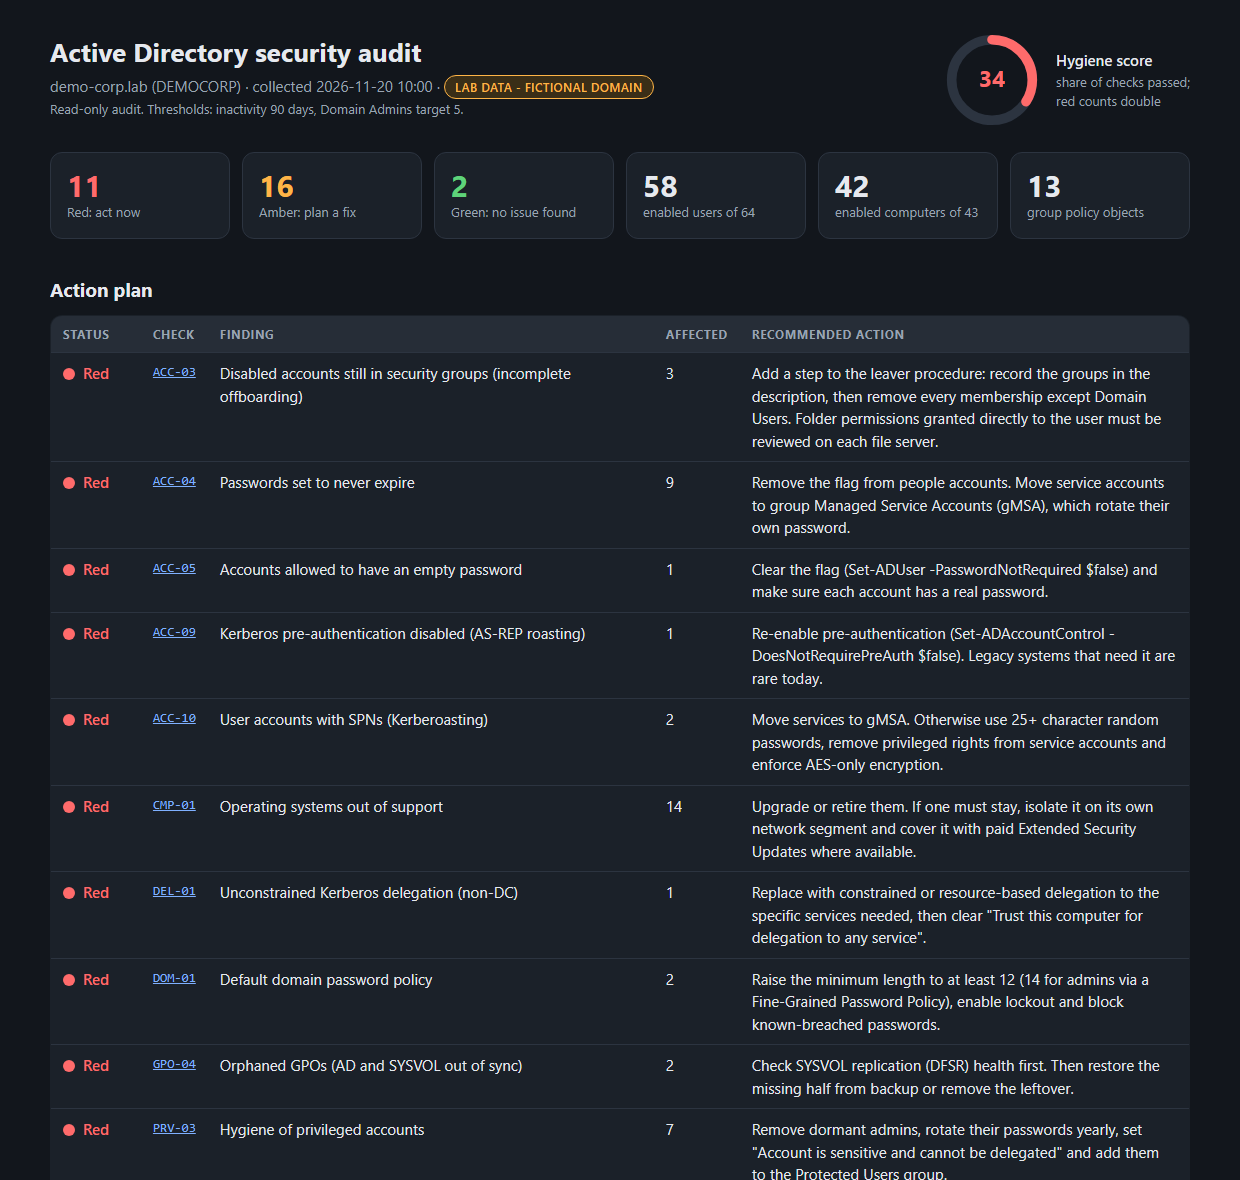 Active Directory security audit
demo-corp.lab (DEMOCORP) · collected 2026-11-20 10:00 · LAB DATA - FICTIONAL DOMAIN
Read-only audit. Thresholds: inactivity 90 days, Domain Admins target 5.
34
Hygiene score
share of checks passed;
red counts double
11
Red: act now
16
Amber: plan a fix
2
Green: no issue found
58
enabled users of 64
42
enabled computers of 43
13
group policy objects
Action plan
STATUS CHECK FINDING AFFECTED RECOMMENDED ACTION
Red ACC-03 Disabled accounts still in security groups (incomplete
offboarding)
3
Add a step to the leaver procedure: record the groups in the
description, then remove every membership except Domain
Users. Folder permissions granted directly to the user must be
reviewed on each file server.
Red ACC-04 Passwords set to never expire 9 Remove the flag from people accounts. Move service accounts
to group Managed Service Accounts (gMSA), which rotate their
own password.
Red ACC-05 Accounts allowed to have an empty password 1 Clear the flag (Set-ADUser -PasswordNotRequired $false) and
make sure each account has a real password.
Red ACC-09 Kerberos pre-authentication disabled (AS-REP roasting) 1 Re-enable pre-authentication (Set-ADAccountControl -
DoesNotRequirePreAuth $false). Legacy systems that need it are
rare today.
Red ACC-10 User accounts with SPNs (Kerberoasting) 2 Move services to gMSA. Otherwise use 25+ character random
passwords, remove privileged rights from service accounts and
enforce AES-only encryption.
Red CMP-01 Operating systems out of support 14 Upgrade or retire them. If one must stay, isolate it on its own
network segment and cover it with paid Extended Security
Updates where available.
Red DEL-01 Unconstrained Kerberos delegation (non-DC) 1 Replace with constrained or resource-based delegation to the
specific services needed, then clear "Trust this computer for
delegation to any service".
Red DOM-01 Default domain password policy 2 Raise the minimum length to at least 12 (14 for admins via a
Fine-Grained Password Policy), enable lockout and block
known-breached passwords.
Red GPO-04 Orphaned GPOs (AD and SYSVOL out of sync) 2 Check SYSVOL replication (DFSR) health first. Then restore the
missing half from backup or remove the leftover.
Red PRV-03 Hygiene of privileged accounts 7 Remove dormant admins, rotate their passwords yearly, set
"Account is sensitive and cannot be delegated" and add them
to the Protected Users group.